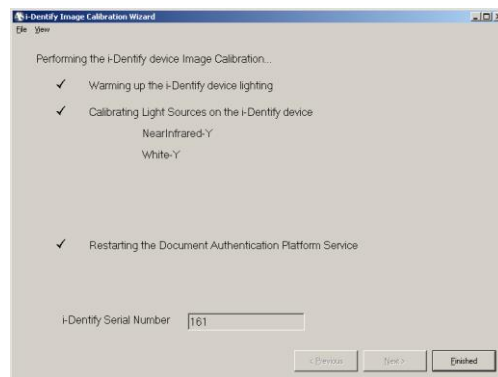 i-Dentify Image Calibration Wizard
File View
Performing the i-Dentify device Image Calibration...
✓ Warming up the i-Dentify device lighting
✓ Calibrating Light Sources on the i-Dentify device
NearInfrared-Y
White-Y
✓ Restarting the Document Authentication Platform Service
i-Dentify Serial Number 161
< Previous Next > Finished